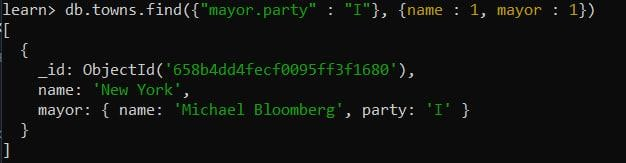 learn> db.towns.find({"mayor.party" : "I"}, {name : 1, mayor : 1})
[
  {
    _id: ObjectId('658b4dd4fecf0095ff3f1680'),
    name: 'New York',
    mayor: { name: 'Michael Bloomberg', party: 'I' }
  }
]